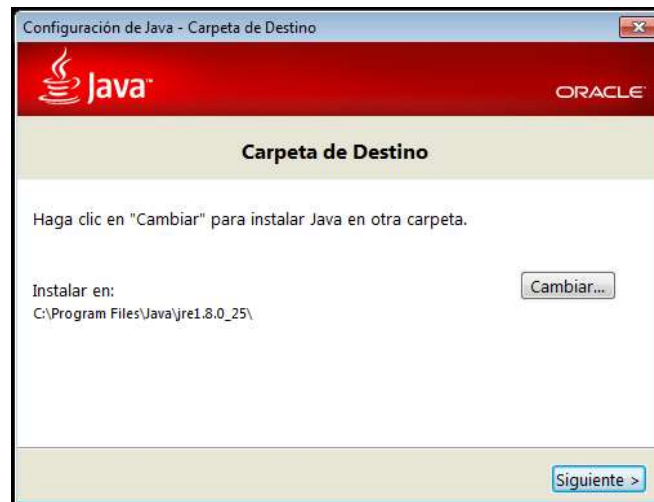 Configuración de Java - Carpeta de Destino
Java™
ORACLE
Carpeta de Destino
Haga clic en "Cambiar" para instalar Java en otra carpeta.
Instalar en:
Cambiar...
C:\Program Files\Java\jre1.8.0_25\
Siguiente >